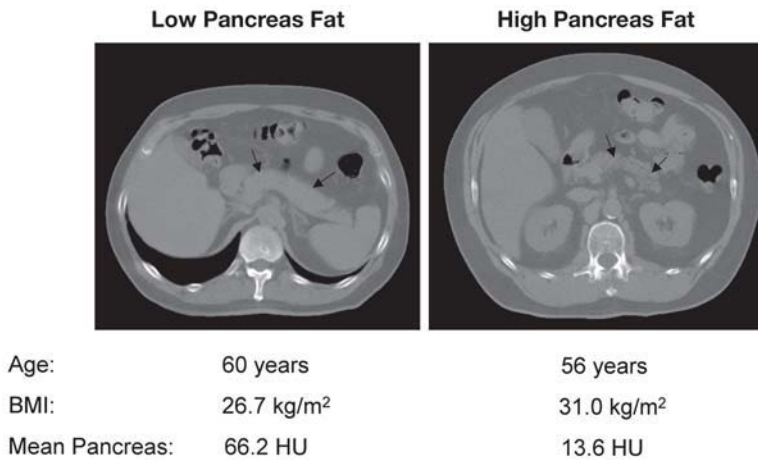 Low Pancreas Fat High Pancreas Fat
Age: 60 years 56 years
BMI: 26.7 kg/m² 31.0 kg/m²
Mean Pancreas: 66.2 HU 13.6 HU